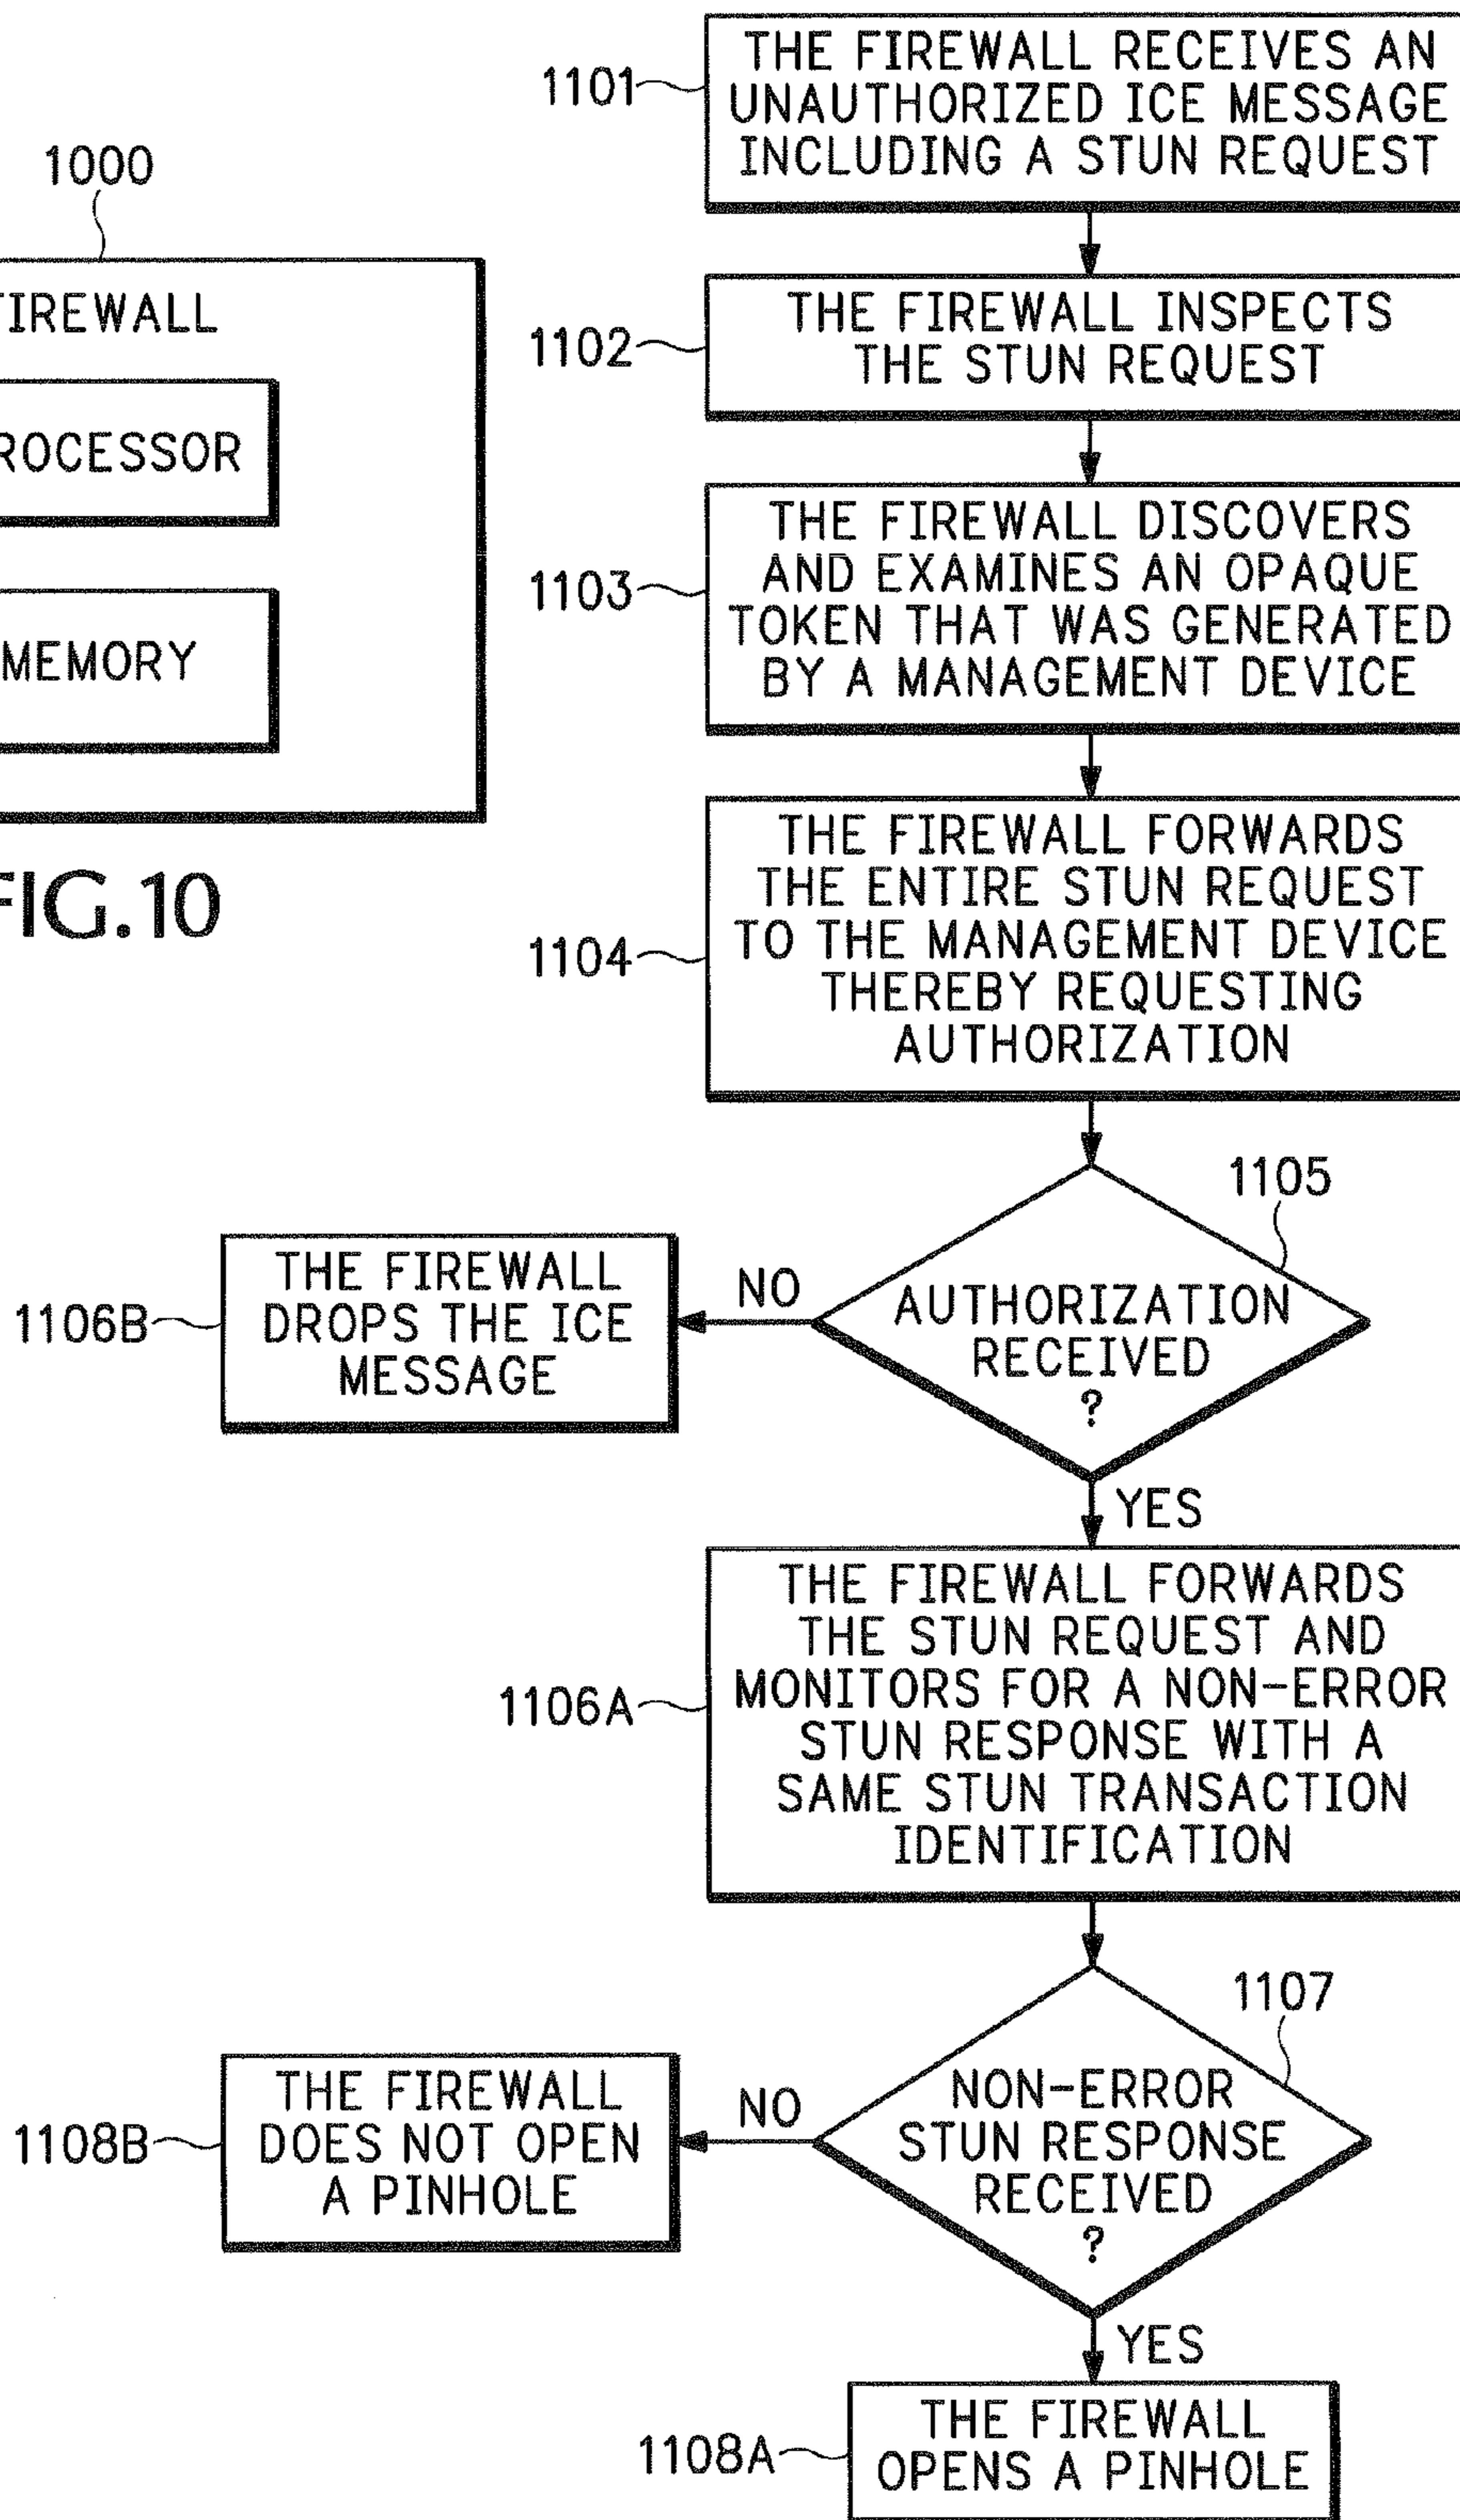 1000
FIREWALL
PROCESSOR
MEMORY
FIG.10
1101
THE FIREWALL RECEIVES AN
UNAUTHORIZED ICE MESSAGE
INCLUDING A STUN REQUEST
1102
THE FIREWALL INSPECTS
THE STUN REQUEST
1103
THE FIREWALL DISCOVERS
AND EXAMINES AN OPAQUE
TOKEN THAT WAS GENERATED
BY A MANAGEMENT DEVICE
1104
THE FIREWALL FORWARDS
THE ENTIRE STUN REQUEST
TO THE MANAGEMENT DEVICE
THEREBY REQUESTING
AUTHORIZATION
1105
AUTHORIZATION
RECEIVED
?
NO
1106B
THE FIREWALL
DROPS THE ICE
MESSAGE
YES
1106A
THE FIREWALL FORWARDS
THE STUN REQUEST AND
MONITORS FOR A NON-ERROR
STUN RESPONSE WITH A
SAME STUN TRANSACTION
IDENTIFICATION
1107
NON-ERROR
STUN RESPONSE
RECEIVED
?
NO
1108B
THE FIREWALL
DOES NOT OPEN
A PINHOLE
YES
1108A
THE FIREWALL
OPENS A PINHOLE